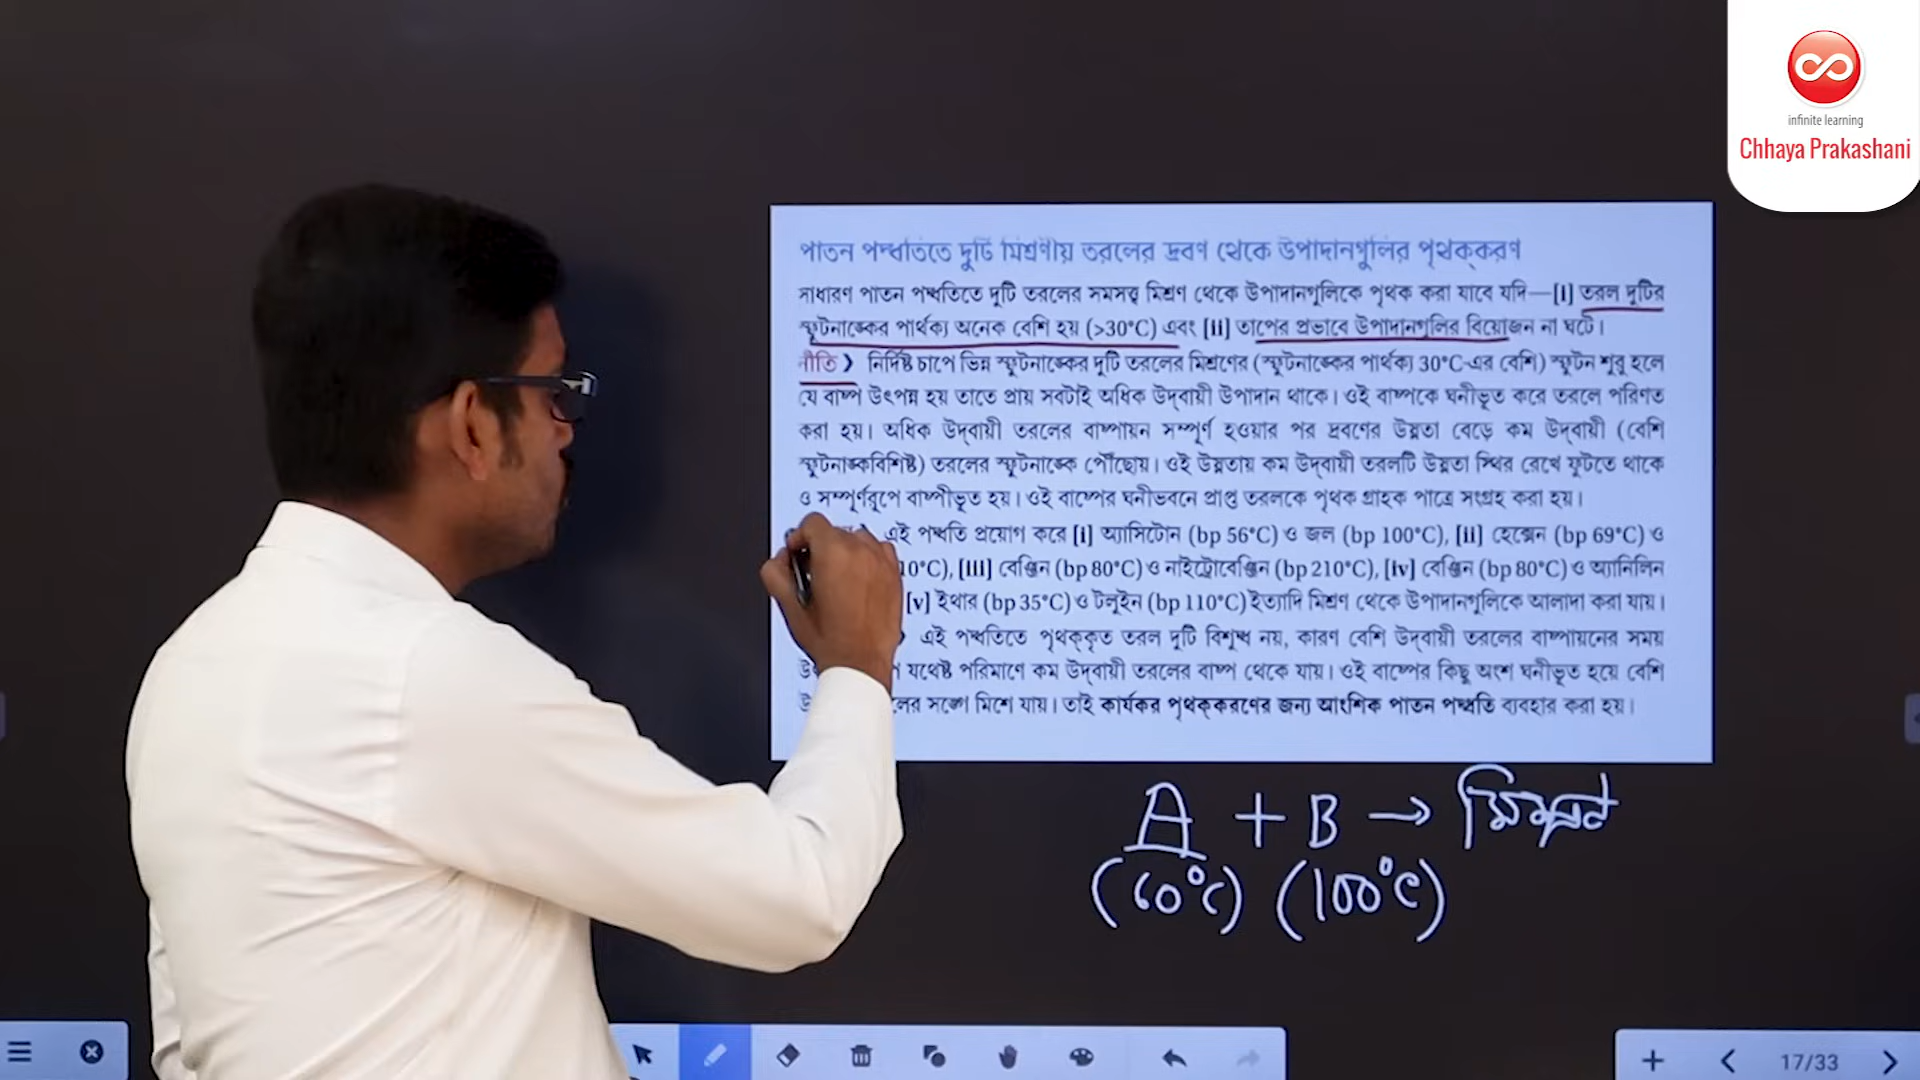 infinite learning
Chhaya Prakashani
পাতন পদ্ধতিতে দুটি মিশ্রণীয় তরলের দ্রবণ থেকে উপাদানগুলির পৃথক্‌করণ
সাধারণ পাতন পদ্ধতিতে দুটি তরলের সমসত্ত্ব মিশ্রণ থেকে উপাদানগুলিকে পৃথক করা যাবে যদি—[i] তরল দুটির
স্ফুটনাঙ্কের পার্থক্য অনেক বেশি হয় (>30°C) এবং [ii] তাপের প্রভাবে উপাদানগুলির বিয়োজন না ঘটে।
নীতি ❯ নির্দিষ্ট চাপে ভিন্ন স্ফুটনাঙ্কের দুটি তরলের মিশ্রণের (স্ফুটনাঙ্কের পার্থক্য 30°C-এর বেশি) স্ফুটন শুরু হলে
যে বাষ্প উৎপন্ন হয় তাতে প্রায় সবটাই অধিক উদ্‌বায়ী উপাদান থাকে। ওই বাষ্পকে ঘনীভূত করে তরলে পরিণত
করা হয়। অধিক উদ্‌বায়ী তরলের বাষ্পায়ন সম্পূর্ণ হওয়ার পর দ্রবণের উষ্ণতা বেড়ে কম উদ্‌বায়ী (বেশি
স্ফুটনাঙ্কবিশিষ্ট) তরলের স্ফুটনাঙ্কে পৌঁছোয়। ওই উষ্ণতায় কম উদ্‌বায়ী তরলটি উষ্ণতা স্থির রেখে ফুটতে থাকে
ও সম্পূর্ণরূপে বাষ্পীভূত হয়। ওই বাষ্পের ঘনীভবনে প্রাপ্ত তরলকে পৃথক গ্রাহক পাত্রে সংগ্রহ করা হয়।
❯ এই পদ্ধতি প্রয়োগ করে [i] অ্যাসিটোন (bp 56°C) ও জল (bp 100°C), [ii] হেক্সেন (bp 69°C) ও
10°C), [iii] বেঞ্জিন (bp 80°C) ও নাইট্রোবেঞ্জিন (bp 210°C), [iv] বেঞ্জিন (bp 80°C) ও অ্যানিলিন
[v] ইথার (bp 35°C) ও টলুইন (bp 110°C) ইত্যাদি মিশ্রণ থেকে উপাদানগুলিকে আলাদা করা যায়।
❯ এই পদ্ধতিতে পৃথক্‌কৃত তরল দুটি বিশুদ্ধ নয়, কারণ বেশি উদ্‌বায়ী তরলের বাষ্পায়নের সময়
যথেষ্ট পরিমাণে কম উদ্‌বায়ী তরলের বাষ্প থেকে যায়। ওই বাষ্পের কিছু অংশ ঘনীভূত হয়ে বেশি
লের সঙ্গে মিশে যায়। তাই কার্যকর পৃথক্‌করণের জন্য আংশিক পাতন পদ্ধতি ব্যবহার করা হয়।
A + B → মিশ্রণ
(60°C) (100°C)
17/33